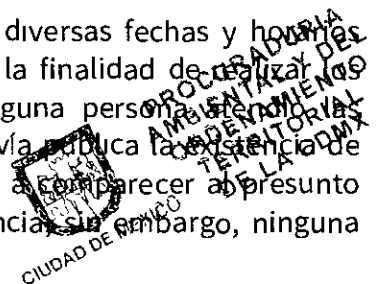 diversas fechas y horarios
la finalidad de realizar los
guna persona atendió las
vía pública la existencia de
a comparecer al presunto
ncia, sin embargo, ninguna
PROCURADURÍA
AMBIENTAL Y DEL
ORDENAMIENTO
TERRITORIAL
DE LA CDMX
CIUDAD DE MÉXICO